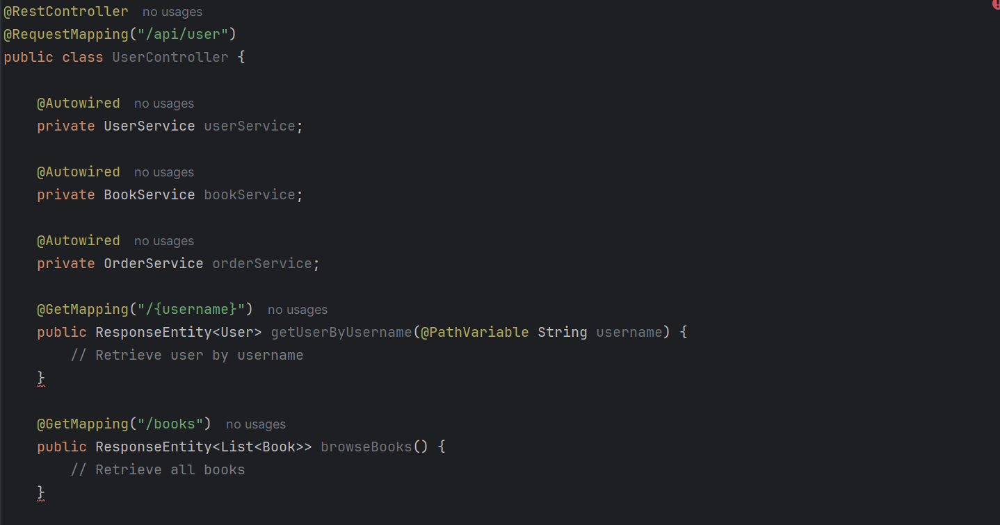 @RestController no usages
@RequestMapping("/api/user")
public class UserController {
@Autowired no usages
private UserService userService;
@Autowired no usages
private BookService bookService;
@Autowired no usages
private OrderService orderService;
@GetMapping("/{username}") no usages
public ResponseEntity<User> getUserByUsername(@PathVariable String username) {
// Retrieve user by username
}
@GetMapping("/books") no usages
public ResponseEntity<List<Book>> browseBooks() {
// Retrieve all books
}